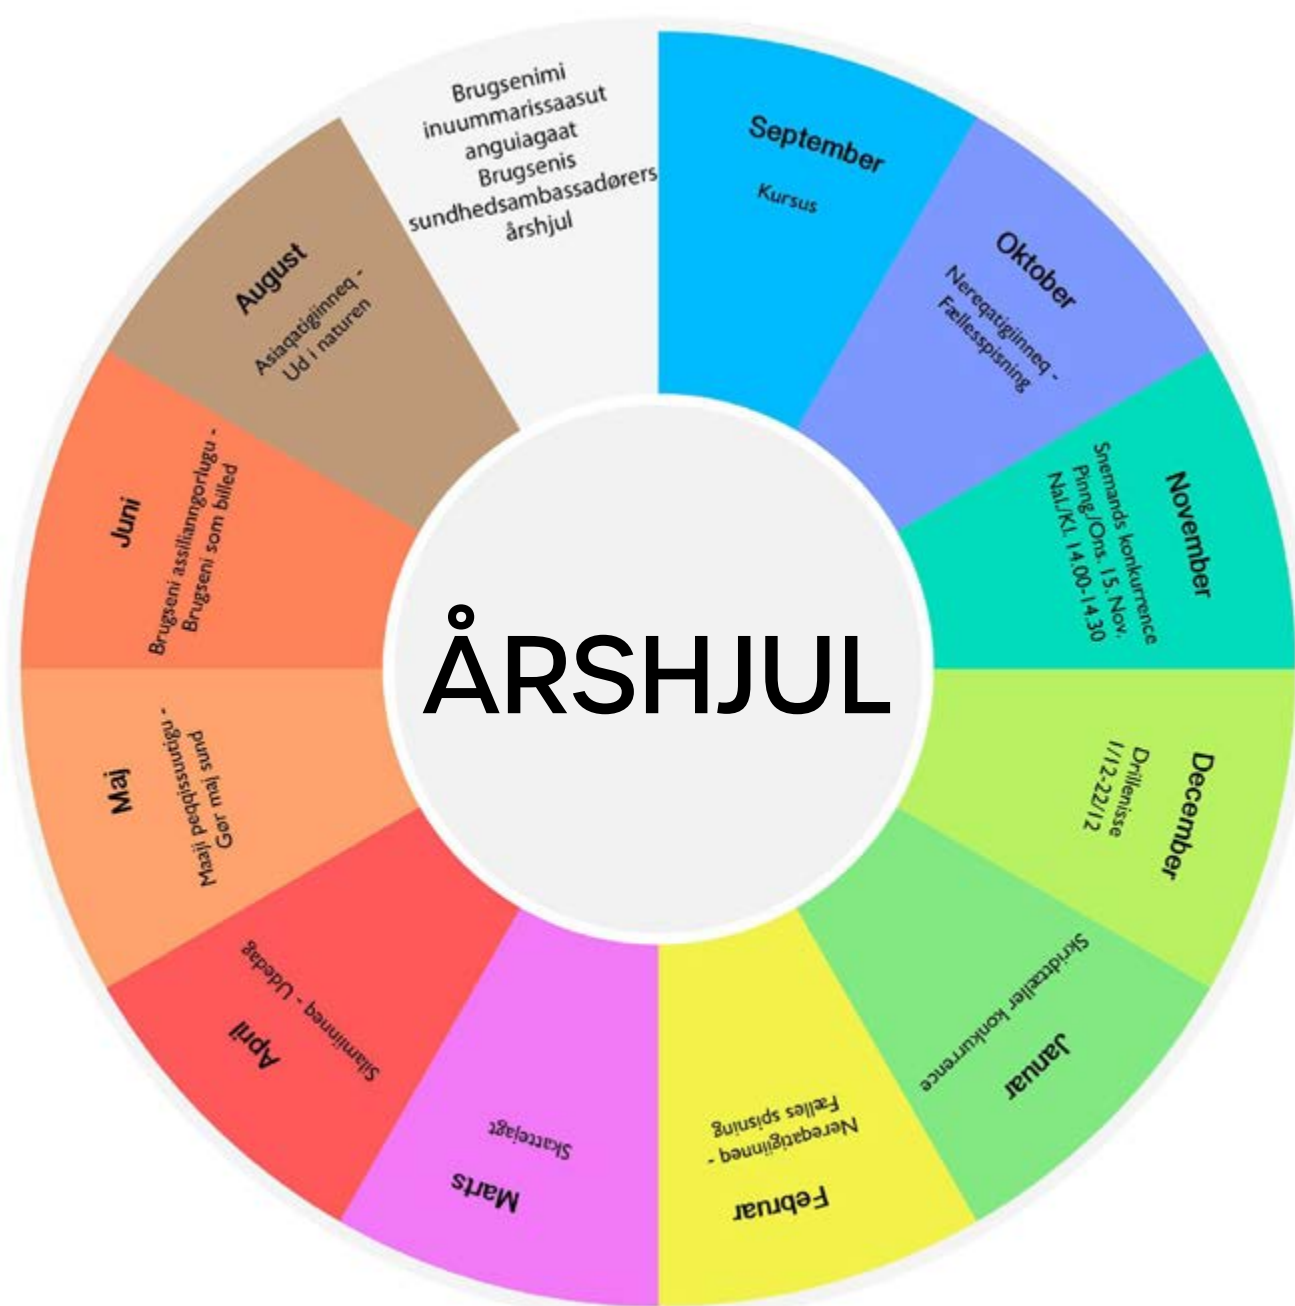 Brugsenimi
inuummarissaasut
anguiagaat
Brugsenis
sundhedsambassadørers
årshjul
September
Kursus
Oktober
Nereqatigiinneq -
Fællesspisning
November
Snemands konkurrence
Pinng./Ons. 15. Nov.
Nal./Kl. 14.00-14.30
December
Drillenisse
1/12-22/12
Januar
Skridttæller konkurrence
Februar
Nereqatigiinneq -
Fælles spisning
Marts
Skattejagt
April
Silamiinneq - Udedag
Maj
Maaji peqqissutigu -
Gør maj sund
Juni
Brugseni assilianngorlugu -
Brugseni som billed
August
Asiaqatigiinneq -
Ud i naturen
ÅRSHJUL